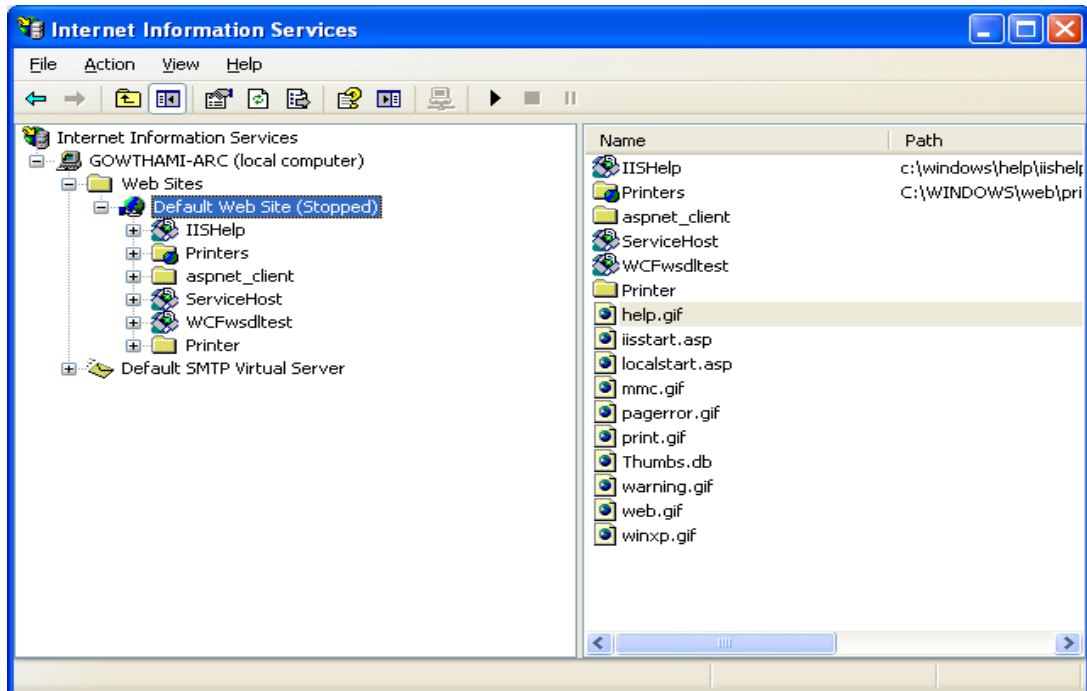 Internet Information Services
File Action View Help
Internet Information Services
GOWTHAMI-ARC (local computer)
Web Sites
Default Web Site (Stopped)
IISHelp
Printers
aspnet_client
ServiceHost
WCFwsdltest
Printer
Default SMTP Virtual Server
Name Path
IISHelp c:\windows\help\iishelp
Printers C:\WINDOWS\web\pri
aspnet_client
ServiceHost
WCFwsdltest
Printer
help.gif
iisstart.asp
localstart.asp
mmc.gif
pagerror.gif
print.gif
Thumbs.db
warning.gif
web.gif
winxp.gif